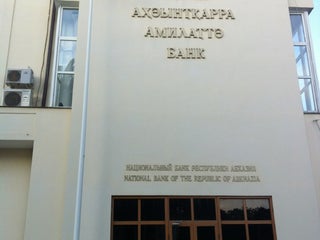 АҲӘЫНҬҚАРРА
АМИЛАҬТӘ
БАНК
НАЦИОНАЛЬНЫЙ БАНК РЕСПУБЛИКИ АБХАЗИЯ
NATIONAL BANK OF THE REPUBLIC OF ABKHAZIA